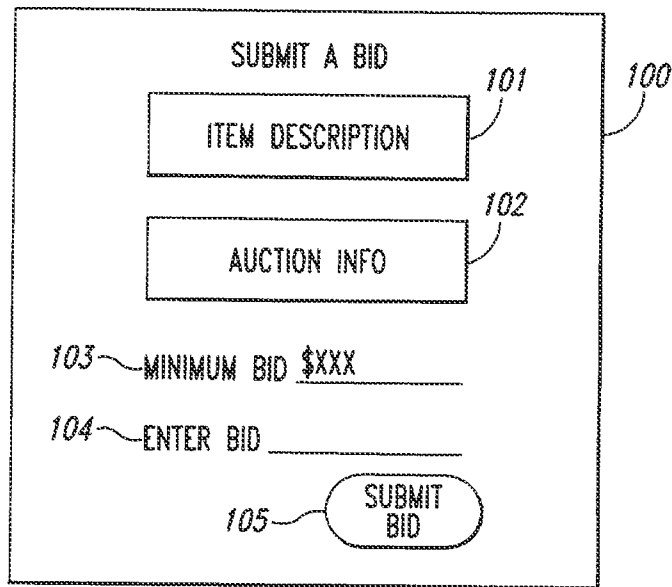 SUBMIT A BID
101
100
ITEM DESCRIPTION
102
AUCTION INFO
103 MINIMUM BID $XXX
104 ENTER BID
105 SUBMIT
BID